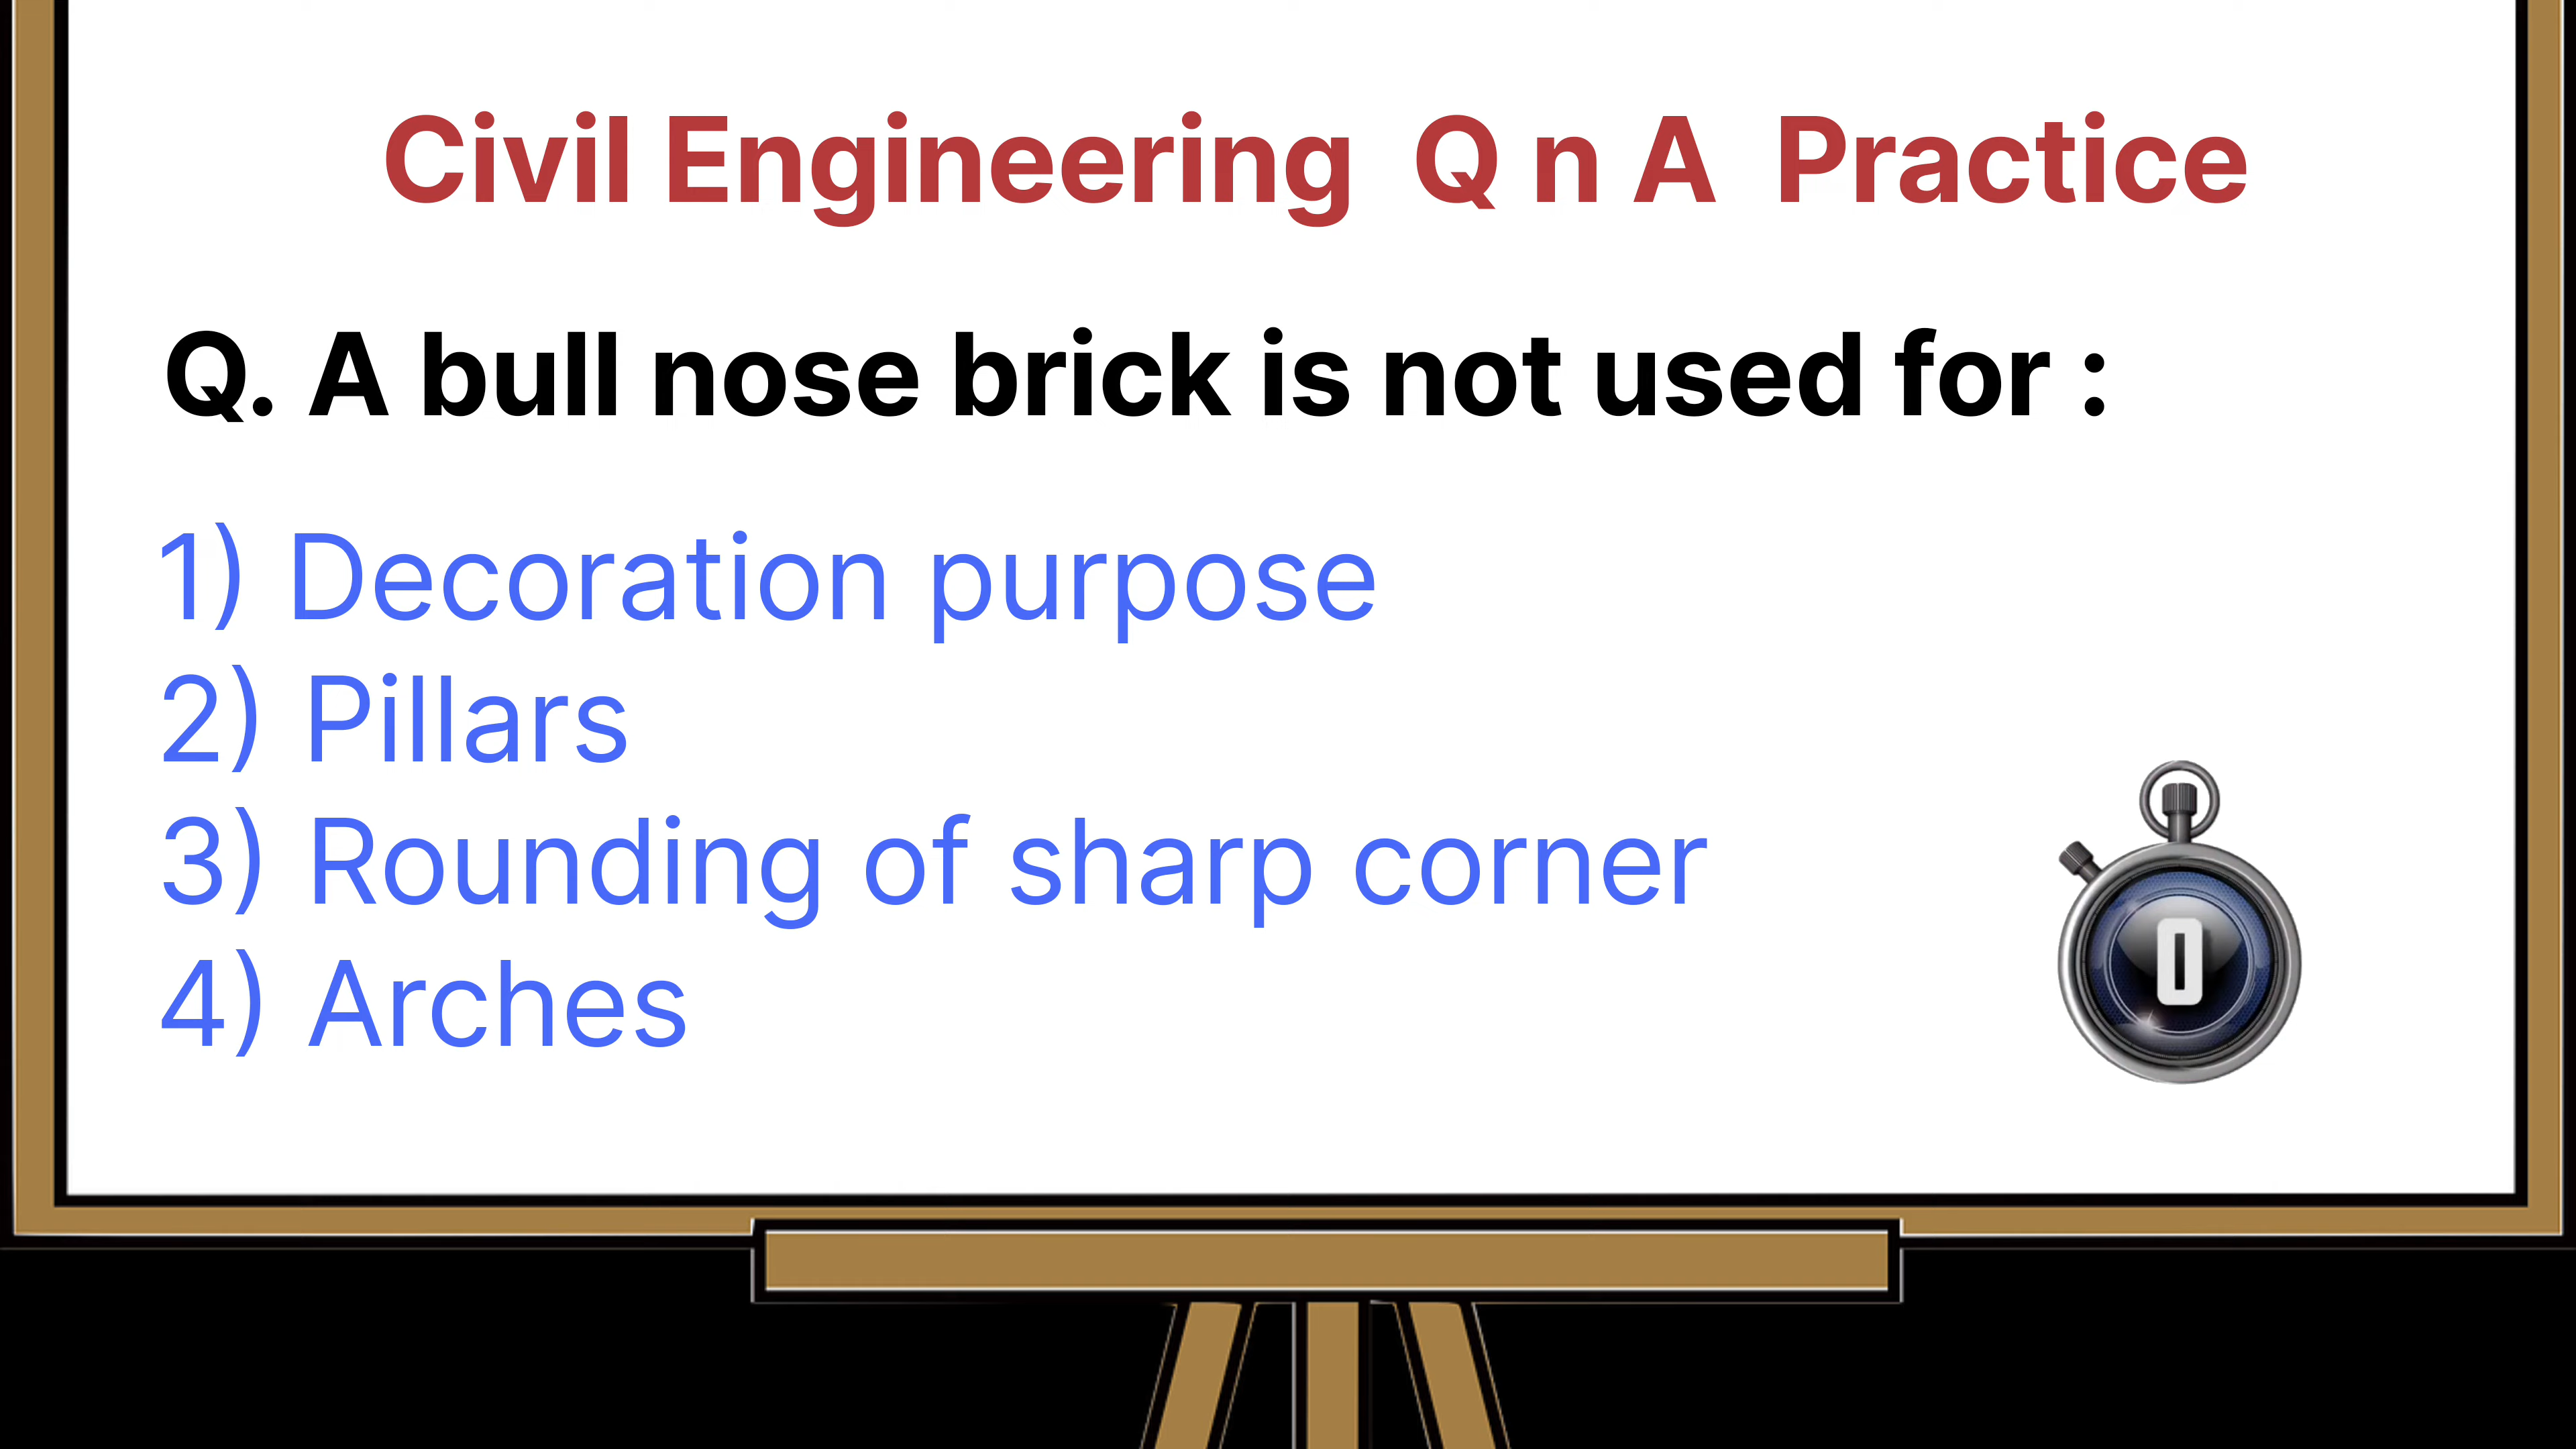 Civil Engineering Q n A Practice
Q. A bull nose brick is not used for :
1) Decoration purpose
2) Pillars
3) Rounding of sharp corner
4) Arches
0